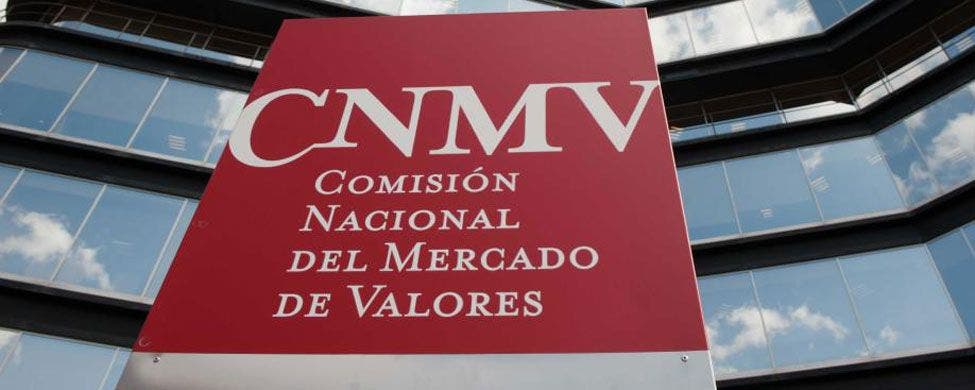 CNMV
COMISIÓN
NACIONAL
DEL MERCADO
DE VALORES